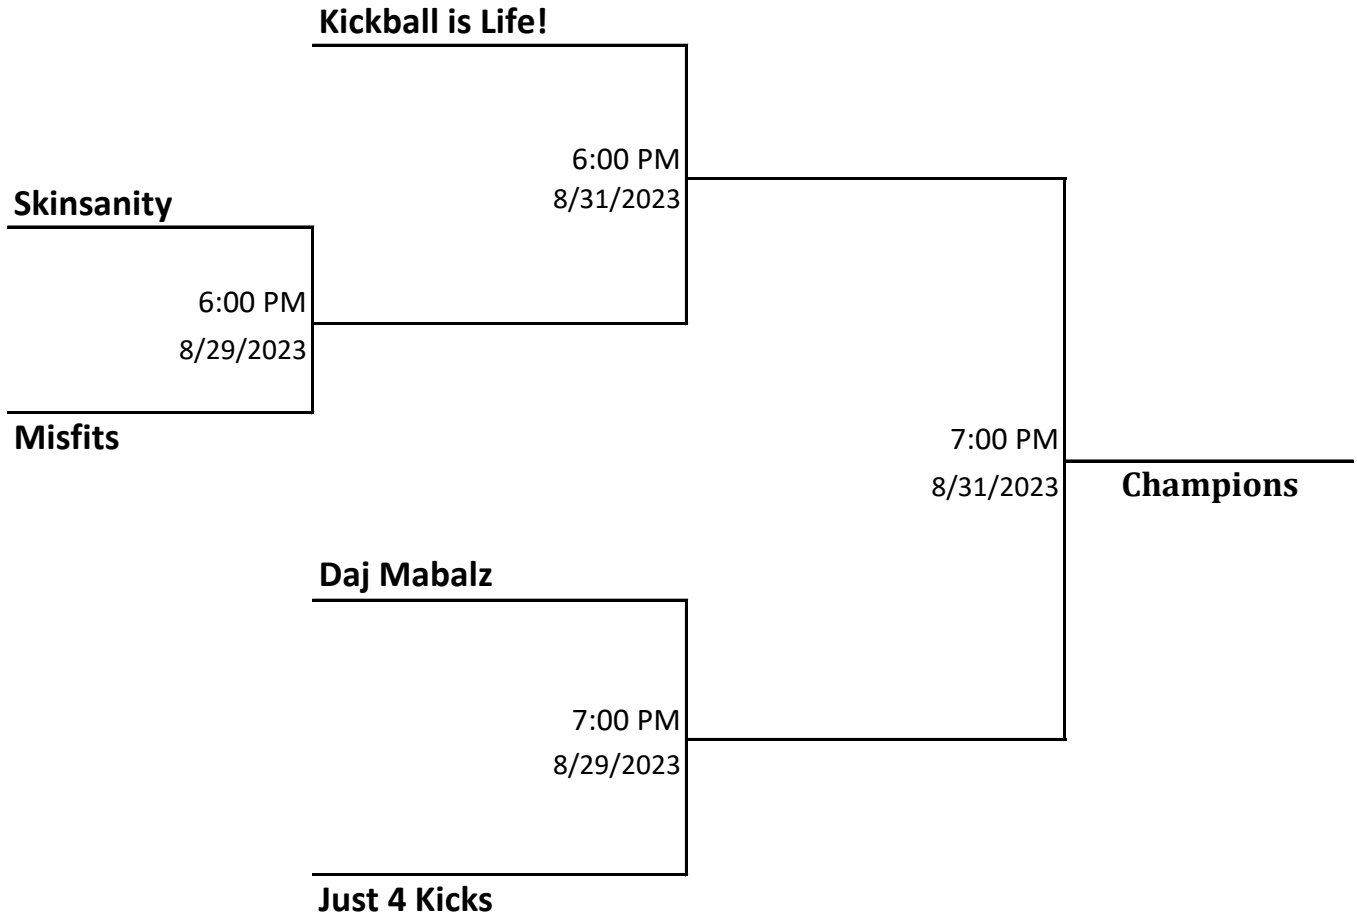 Kickball is Life!
6:00 PM
8/31/2023
Skinsanity
6:00 PM
8/29/2023
Misfits
7:00 PM
8/31/2023
Champions
Daj Mabalz
7:00 PM
8/29/2023
Just 4 Kicks